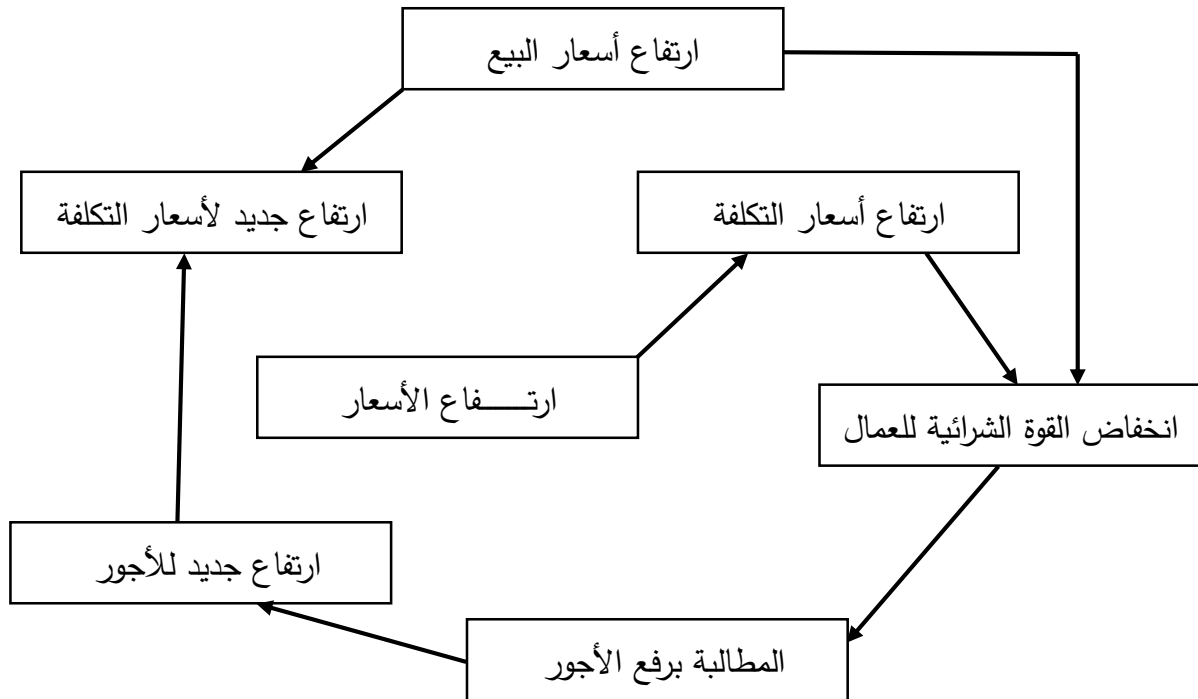 ارتفاع أسعار البيع
ارتفاع أسعار التكلفة
ارتفاع جديد لأسعار التكلفة
ارتـــــفاع الأسعار
انخفاض القوة الشرائية للعمال
ارتفاع جديد للأجور
المطالبة برفع الأجور